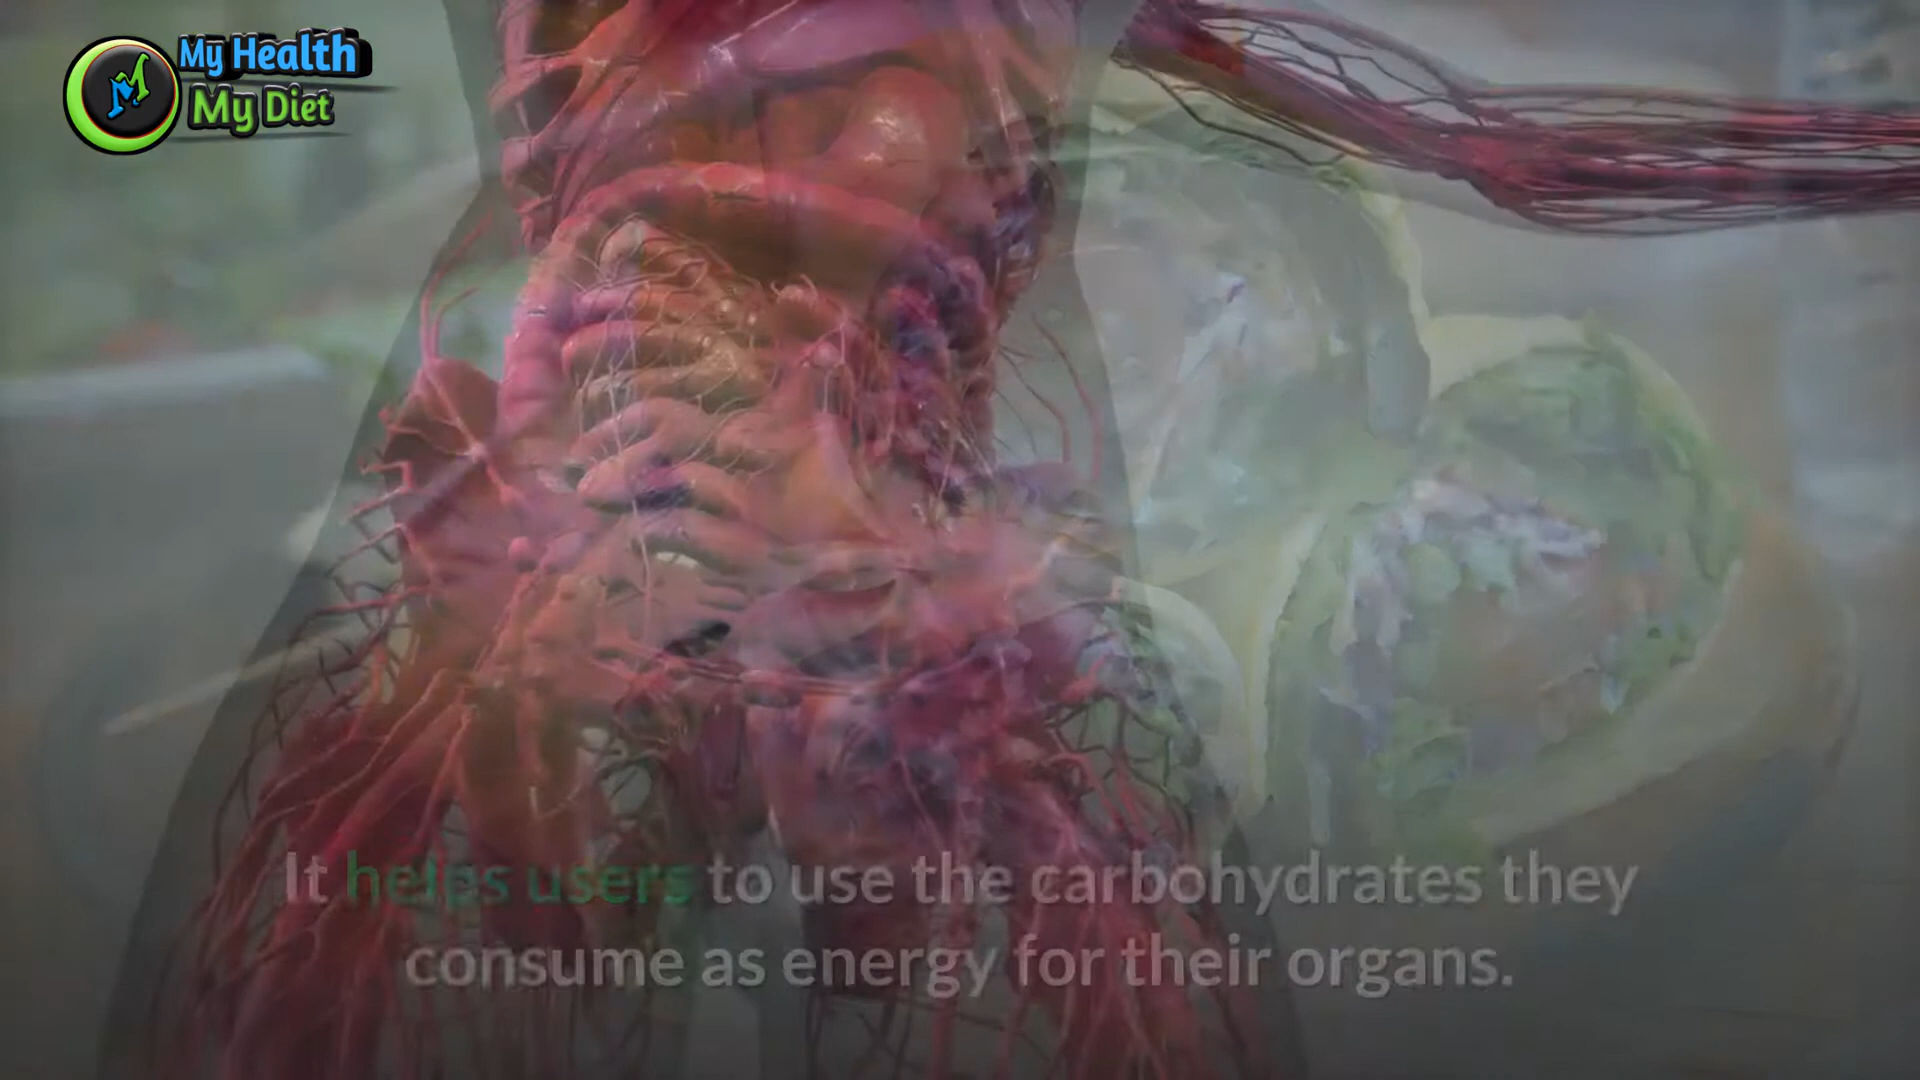 My Health
My Diet
It helps users to use the carbohydrates they
consume as energy for their organs.